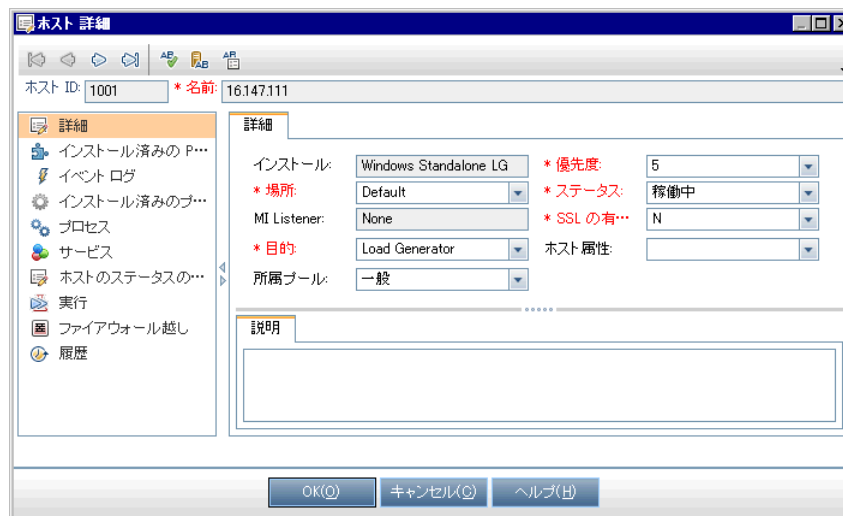 ホスト 詳細
ホスト ID: 1001 * 名前: 16.147.111
詳細
インストール済みの P…
イベント ログ
インストール済みのプ…
プロセス
サービス
ホストのステータスの…
実行
ファイアウォール越し
履歴
詳細
インストール: Windows Standalone LG * 優先度: 5
* 場所: Default * ステータス: 稼働中
MI Listener: None * SSL の有… N
* 目的: Load Generator ホスト属性:
所属プール: 一般
説明
OK(O) キャンセル(C) ヘルプ(H)